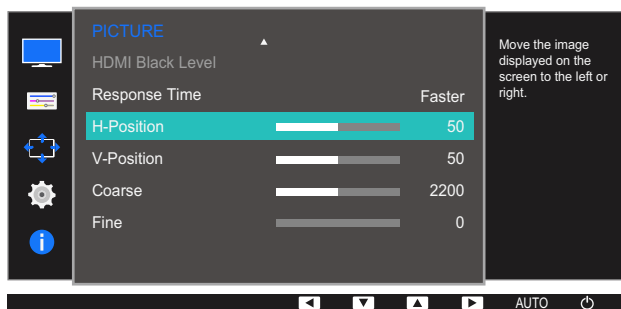 PICTURE
HDMI Black Level
Response Time Faster
H-Position 50
V-Position 50
Coarse 2200
Fine 0
Move the image
displayed on the
screen to the left or
right.
AUTO